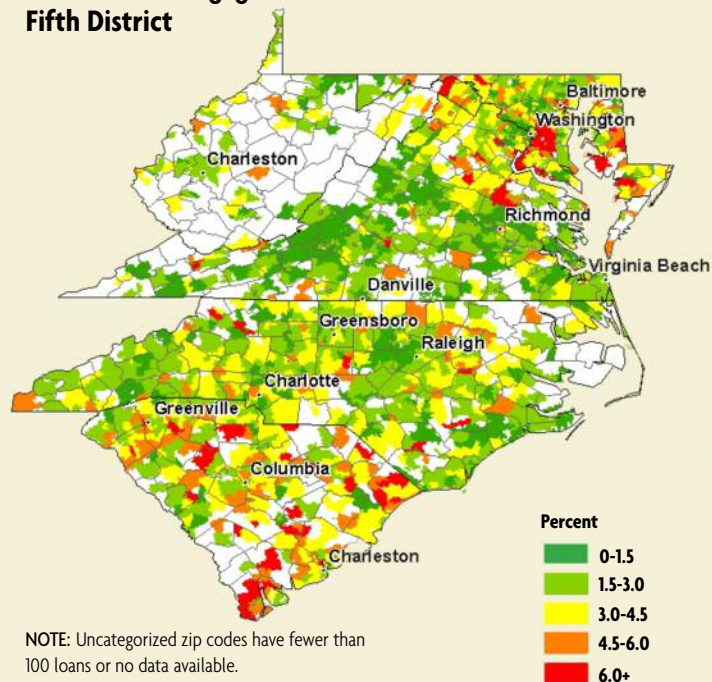 Fifth District
Baltimore
Washington
Charleston
Richmond
Virginia Beach
Danville
Greensboro
Raleigh
Charlotte
Greenville
Columbia
Charleston
Percent
0-1.5
1.5-3.0
3.0-4.5
4.5-6.0
6.0+
NOTE: Uncategorized zip codes have fewer than
100 loans or no data available.